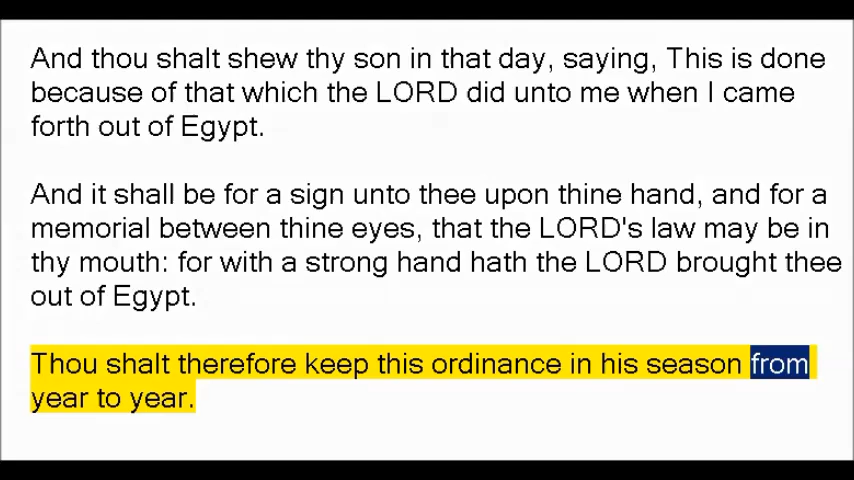 And thou shalt shew thy son in that day, saying, This is done
because of that which the LORD did unto me when I came
forth out of Egypt.
And it shall be for a sign unto thee upon thine hand, and for a
memorial between thine eyes, that the LORD's law may be in
thy mouth: for with a strong hand hath the LORD brought thee
out of Egypt.
Thou shalt therefore keep this ordinance in his season from
year to year.